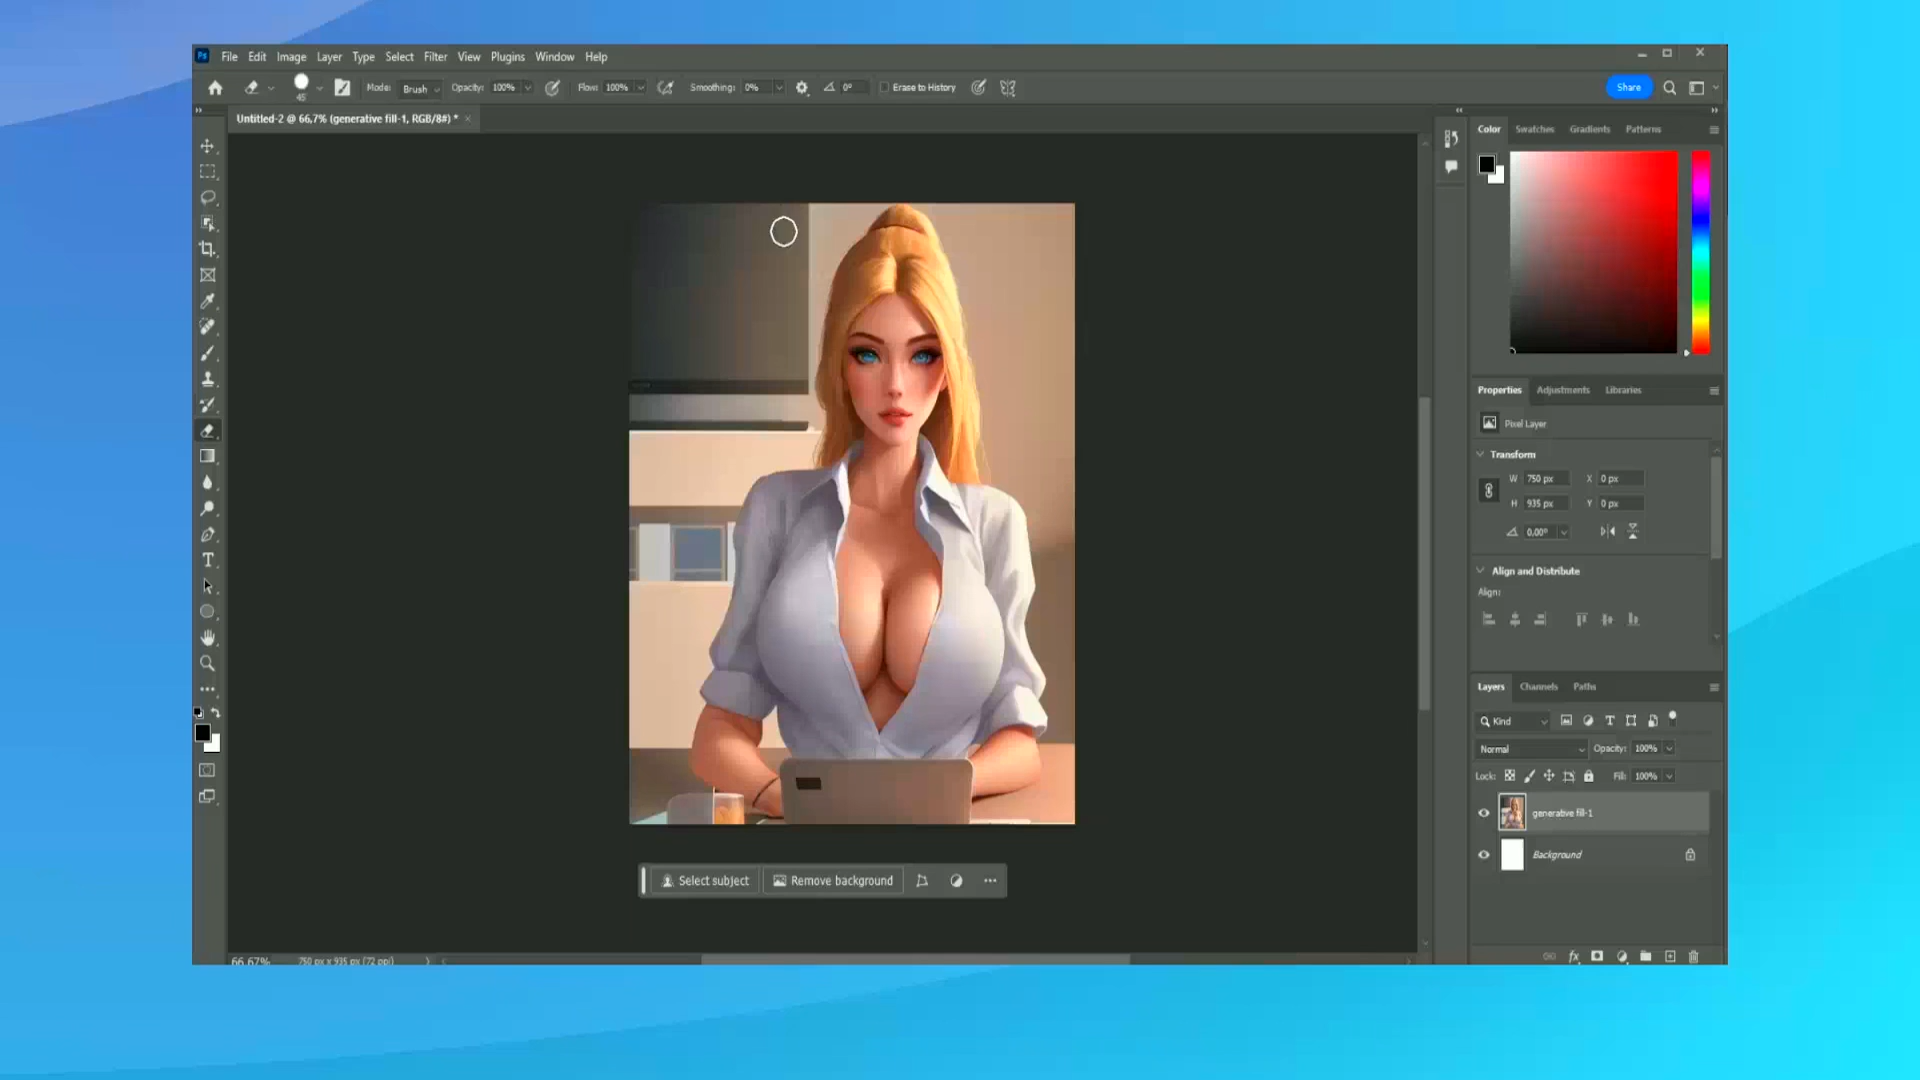 Ps File Edit Image Layer Type Select Filter View Plugins Window Help
45 Mode: Brush Opacity: 100% Flow: 100% Smoothing: 0% 0° Erase to History Share
Untitled-2 @ 66,7% (generative fill-1, RGB/8#) * ×
Color Swatches Gradients Patterns
Properties Adjustments Libraries
Pixel Layer
Transform
W 750 px X 0 px
H 935 px Y 0 px
0,00°
Align and Distribute
Align:
Layers Channels Paths
Kind
Normal Opacity: 100%
Lock: Fill: 100%
generative fill-1
Background
Select subject Remove background
66,67% 750 px x 935 px (72 ppi)